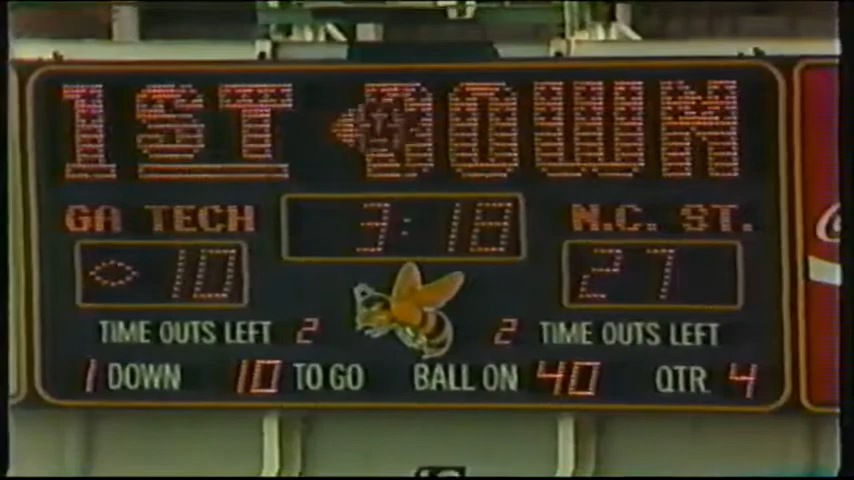 1ST DOWN
GA TECH 3:18 N.C. ST.
10 27
TIME OUTS LEFT 2 2 TIME OUTS LEFT
1 DOWN 10 TO GO BALL ON 40 QTR. 4